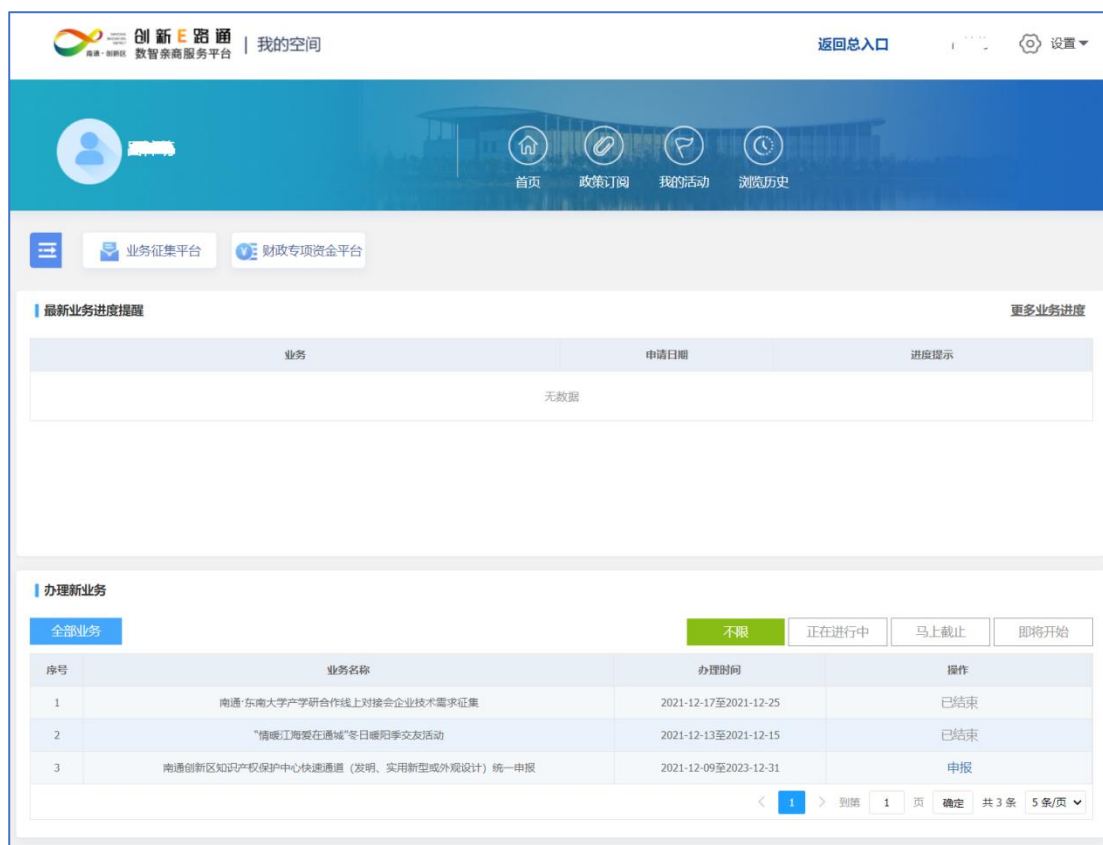 创新E路通
南通·创新区 数智亲商服务平台 | 我的空间
返回总入口
设置
首页 政策订阅 我的活动 浏览历史
业务征集平台 财政专项资金平台
最新业务进度提醒 更多业务进度
业务 申请日期 进度提示
无数据
办理新业务
全部业务 不限 正在进行中 马上截止 即将开始
序号 业务名称 办理时间 操作
1 南通·东南大学产学研合作线上对接会企业技术需求征集 2021-12-17至2021-12-25 已结束
2 “情暖江海爱在通城”冬日暖阳季交友活动 2021-12-13至2021-12-15 已结束
3 南通创新区知识产权保护中心快速通道（发明、实用新型或外观设计）统一申报 2021-12-09至2023-12-31 申报
< 1 > 到第 1 页 确定 共 3 条 5 条/页